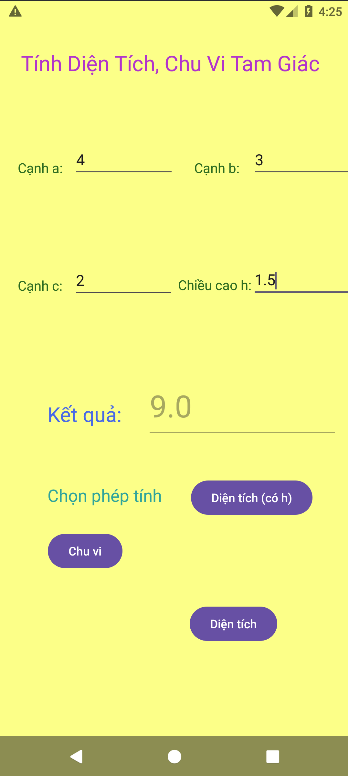 4:25
Tính Diện Tích, Chu Vi Tam Giác
Cạnh a: 4 Cạnh b: 3
Cạnh c: 2 Chiều cao h: 1.5
Kết quả: 9.0
Chọn phép tính Diện tích (có h)
Chu vi
Diện tích